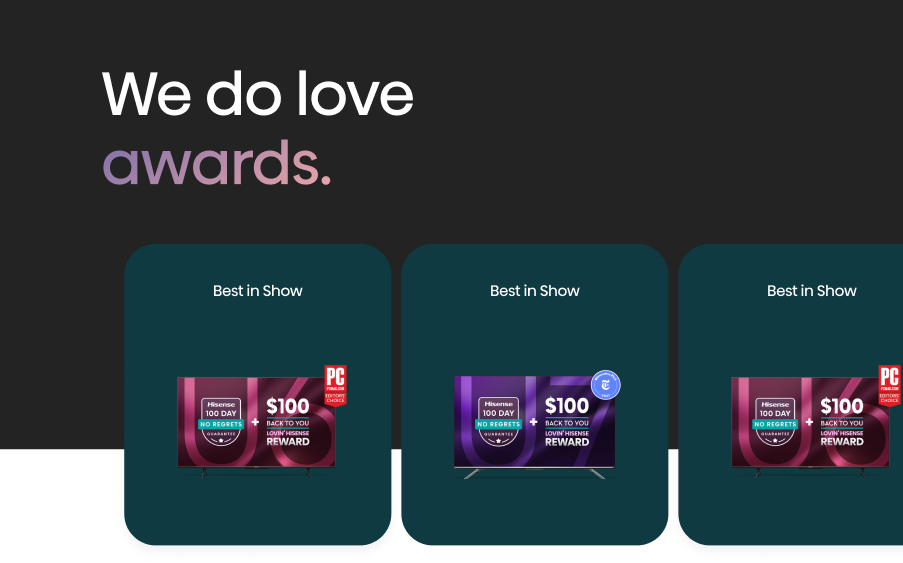 We do love
awards.
Best in Show
Best in Show
Best in Show
PC
PCMAG.COM
EDITORS'
CHOICE
Hisense
100 DAY
NO REGRETS
GUARANTEE
+
$100
BACK TO YOU
LOVIN' HISENSE
REWARD
Hisense
100 DAY
NO REGRETS
GUARANTEE
+
$100
BACK TO YOU
LOVIN' HISENSE
REWARD
PC
PCMAG.COM
EDITORS'
CHOICE
Hisense
100 DAY
NO REGRETS
GUARANTEE
+
$100
BACK TO YOU
LOVIN' HISENSE
REWARD